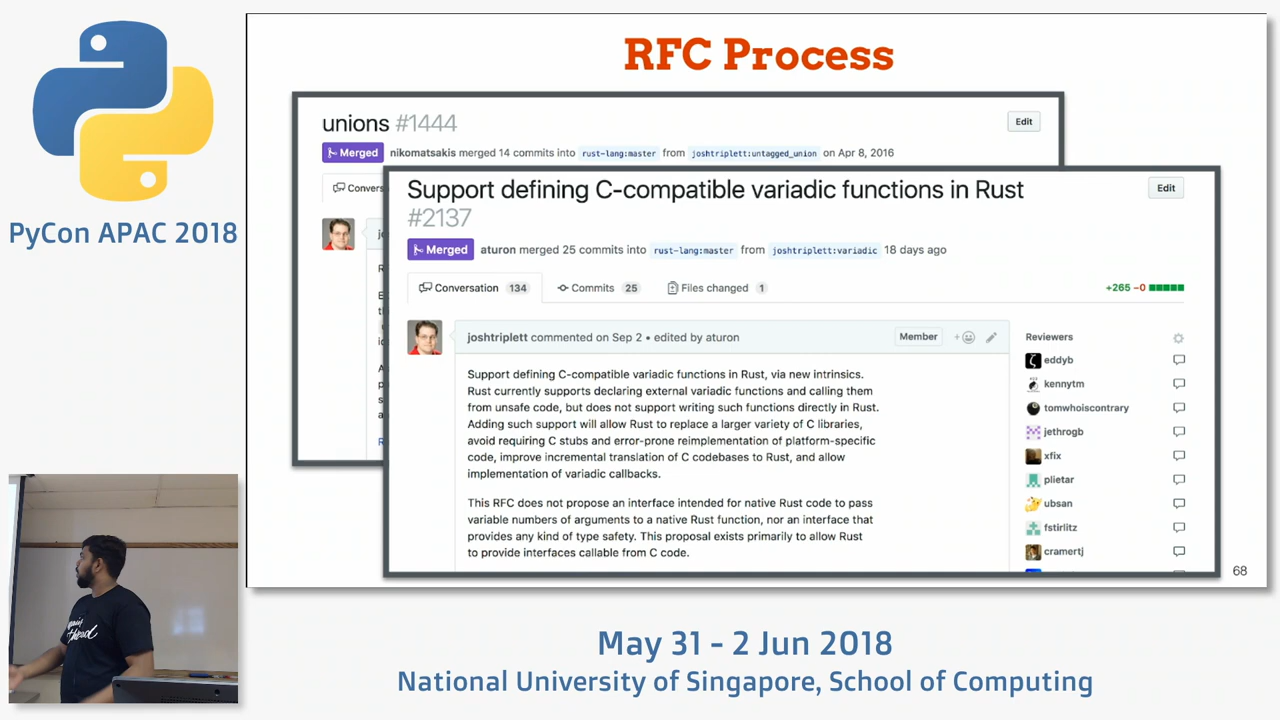 PyCon APAC 2018
RFC Process
unions #1444
Edit
Merged nikomatsakis merged 14 commits into rust-lang:master from joshtriplett:untagged_union on Apr 8, 2016
Support defining C-compatible variadic functions in Rust
#2137
Edit
Merged aturon merged 25 commits into rust-lang:master from joshtriplett:variadic 18 days ago
Conversation 134 Commits 25 Files changed 1
+265 −0
joshtriplett commented on Sep 2 • edited by aturon
Member
Support defining C-compatible variadic functions in Rust, via new intrinsics.
Rust currently supports declaring external variadic functions and calling them
from unsafe code, but does not support writing such functions directly in Rust.
Adding such support will allow Rust to replace a larger variety of C libraries,
avoid requiring C stubs and error-prone reimplementation of platform-specific
code, improve incremental translation of C codebases to Rust, and allow
implementation of variadic callbacks.
This RFC does not propose an interface intended for native Rust code to pass
variable numbers of arguments to a native Rust function, nor an interface that
provides any kind of type safety. This proposal exists primarily to allow Rust
to provide interfaces callable from C code.
Reviewers
eddyb
kennytm
tomwhoiscontrary
jethrogb
xfix
plietar
ubsan
fstirlitz
cramertj
68
May 31 - 2 Jun 2018
National University of Singapore, School of Computing